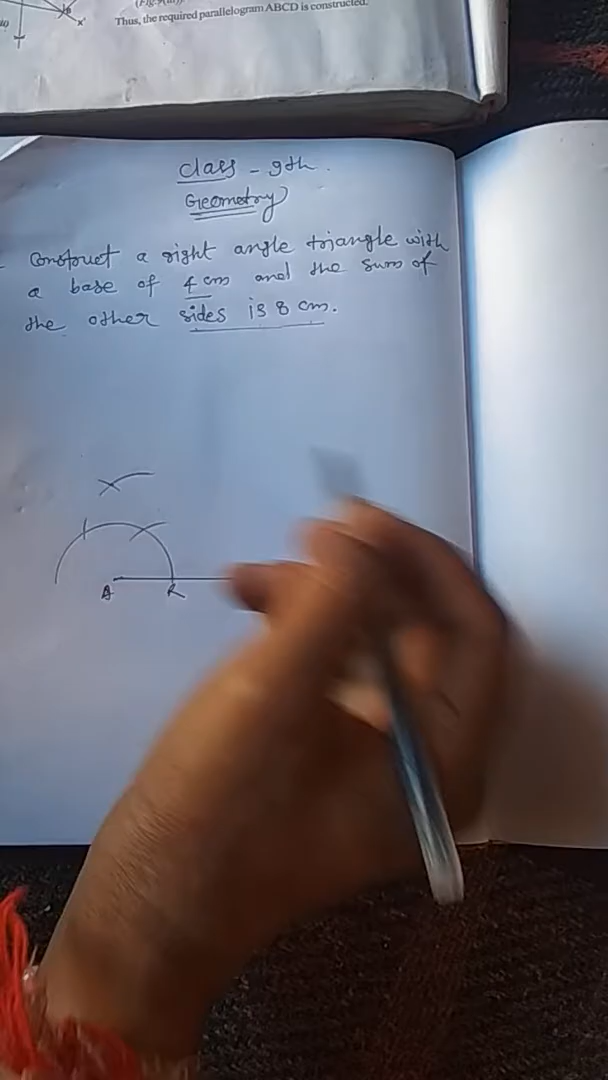 Thus, the required parallelogram ABCD is constructed.
x'
Class - 9th.
Geometry
Construct a right angle triangle with
a base of 4 cm and the sum of
the other sides is 8 cm.
A R